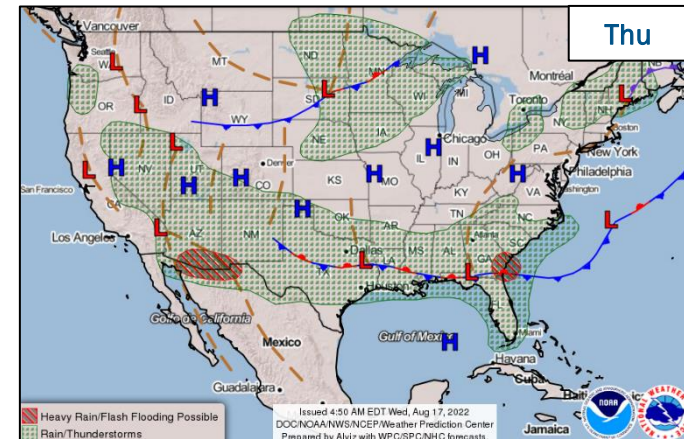 Thu
Vancouver
Seattle
WA
L
MT
ND
MN
H
Montréal
NB
OR
L
ID
H
WY
SD
L
WI
MI
Toronto
NY
NH
L
Boston
L
NE
IA
Chicago
H
IL
IN
OH
PA
New York
Philadelphia
Washington
San Francisco
L
H
NV
UT
H
H
Denver
CO
KS
H
MO
KY
H
VA
CA
H
OK
TN
NC
Los Angeles
L
AZ
NM
AR
Atlanta
SC
L
Dallas
TX
L
LA
MS
AL
GA
L
Houston
FL
Golfo de California
Mexico
Gulf of Mexico
H
Miami
Havana
Cuba
Guadalajara
Jamaica
Heavy Rain/Flash Flooding Possible
Rain/Thunderstorms
Issued 4:50 AM EDT Wed, Aug 17, 2022
DOC/NOAA/NWS/NCEP/Weather Prediction Center
Prepared by Alviz with WPC/SPC/NHC forecasts
NOAA